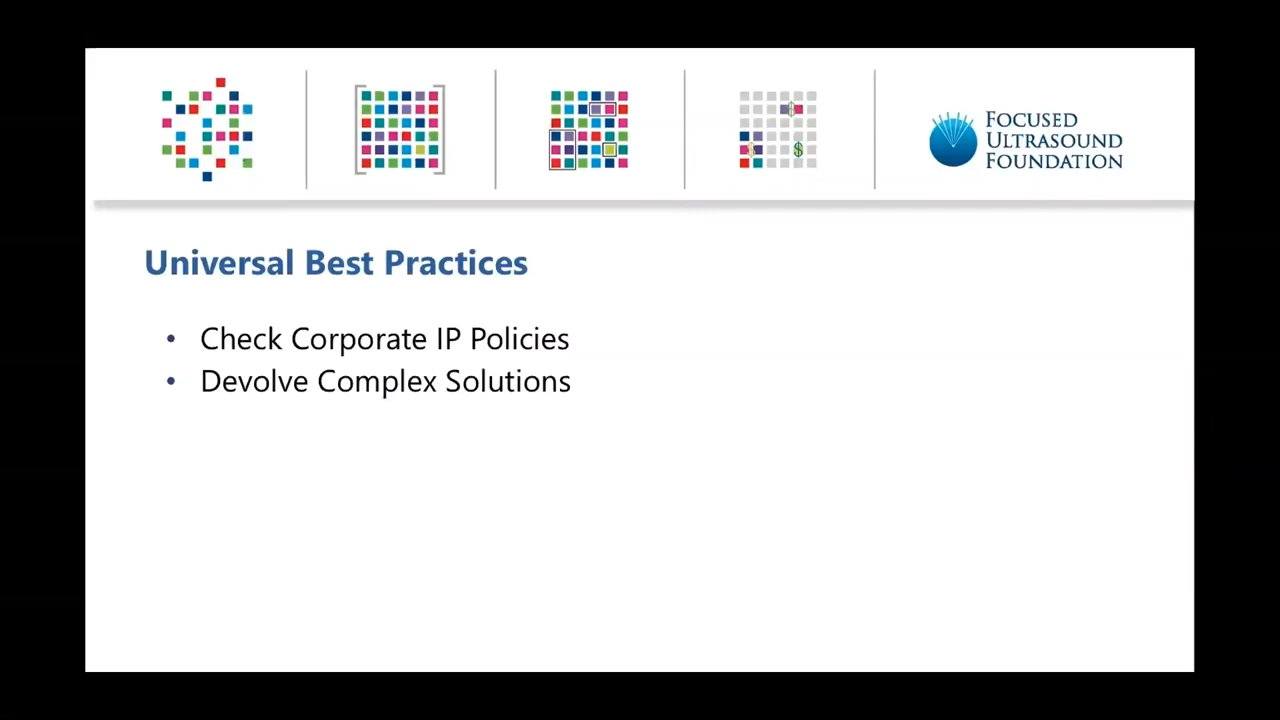 FOCUSED
ULTRASOUND
FOUNDATION
$
$
$
Universal Best Practices
• Check Corporate IP Policies
• Devolve Complex Solutions